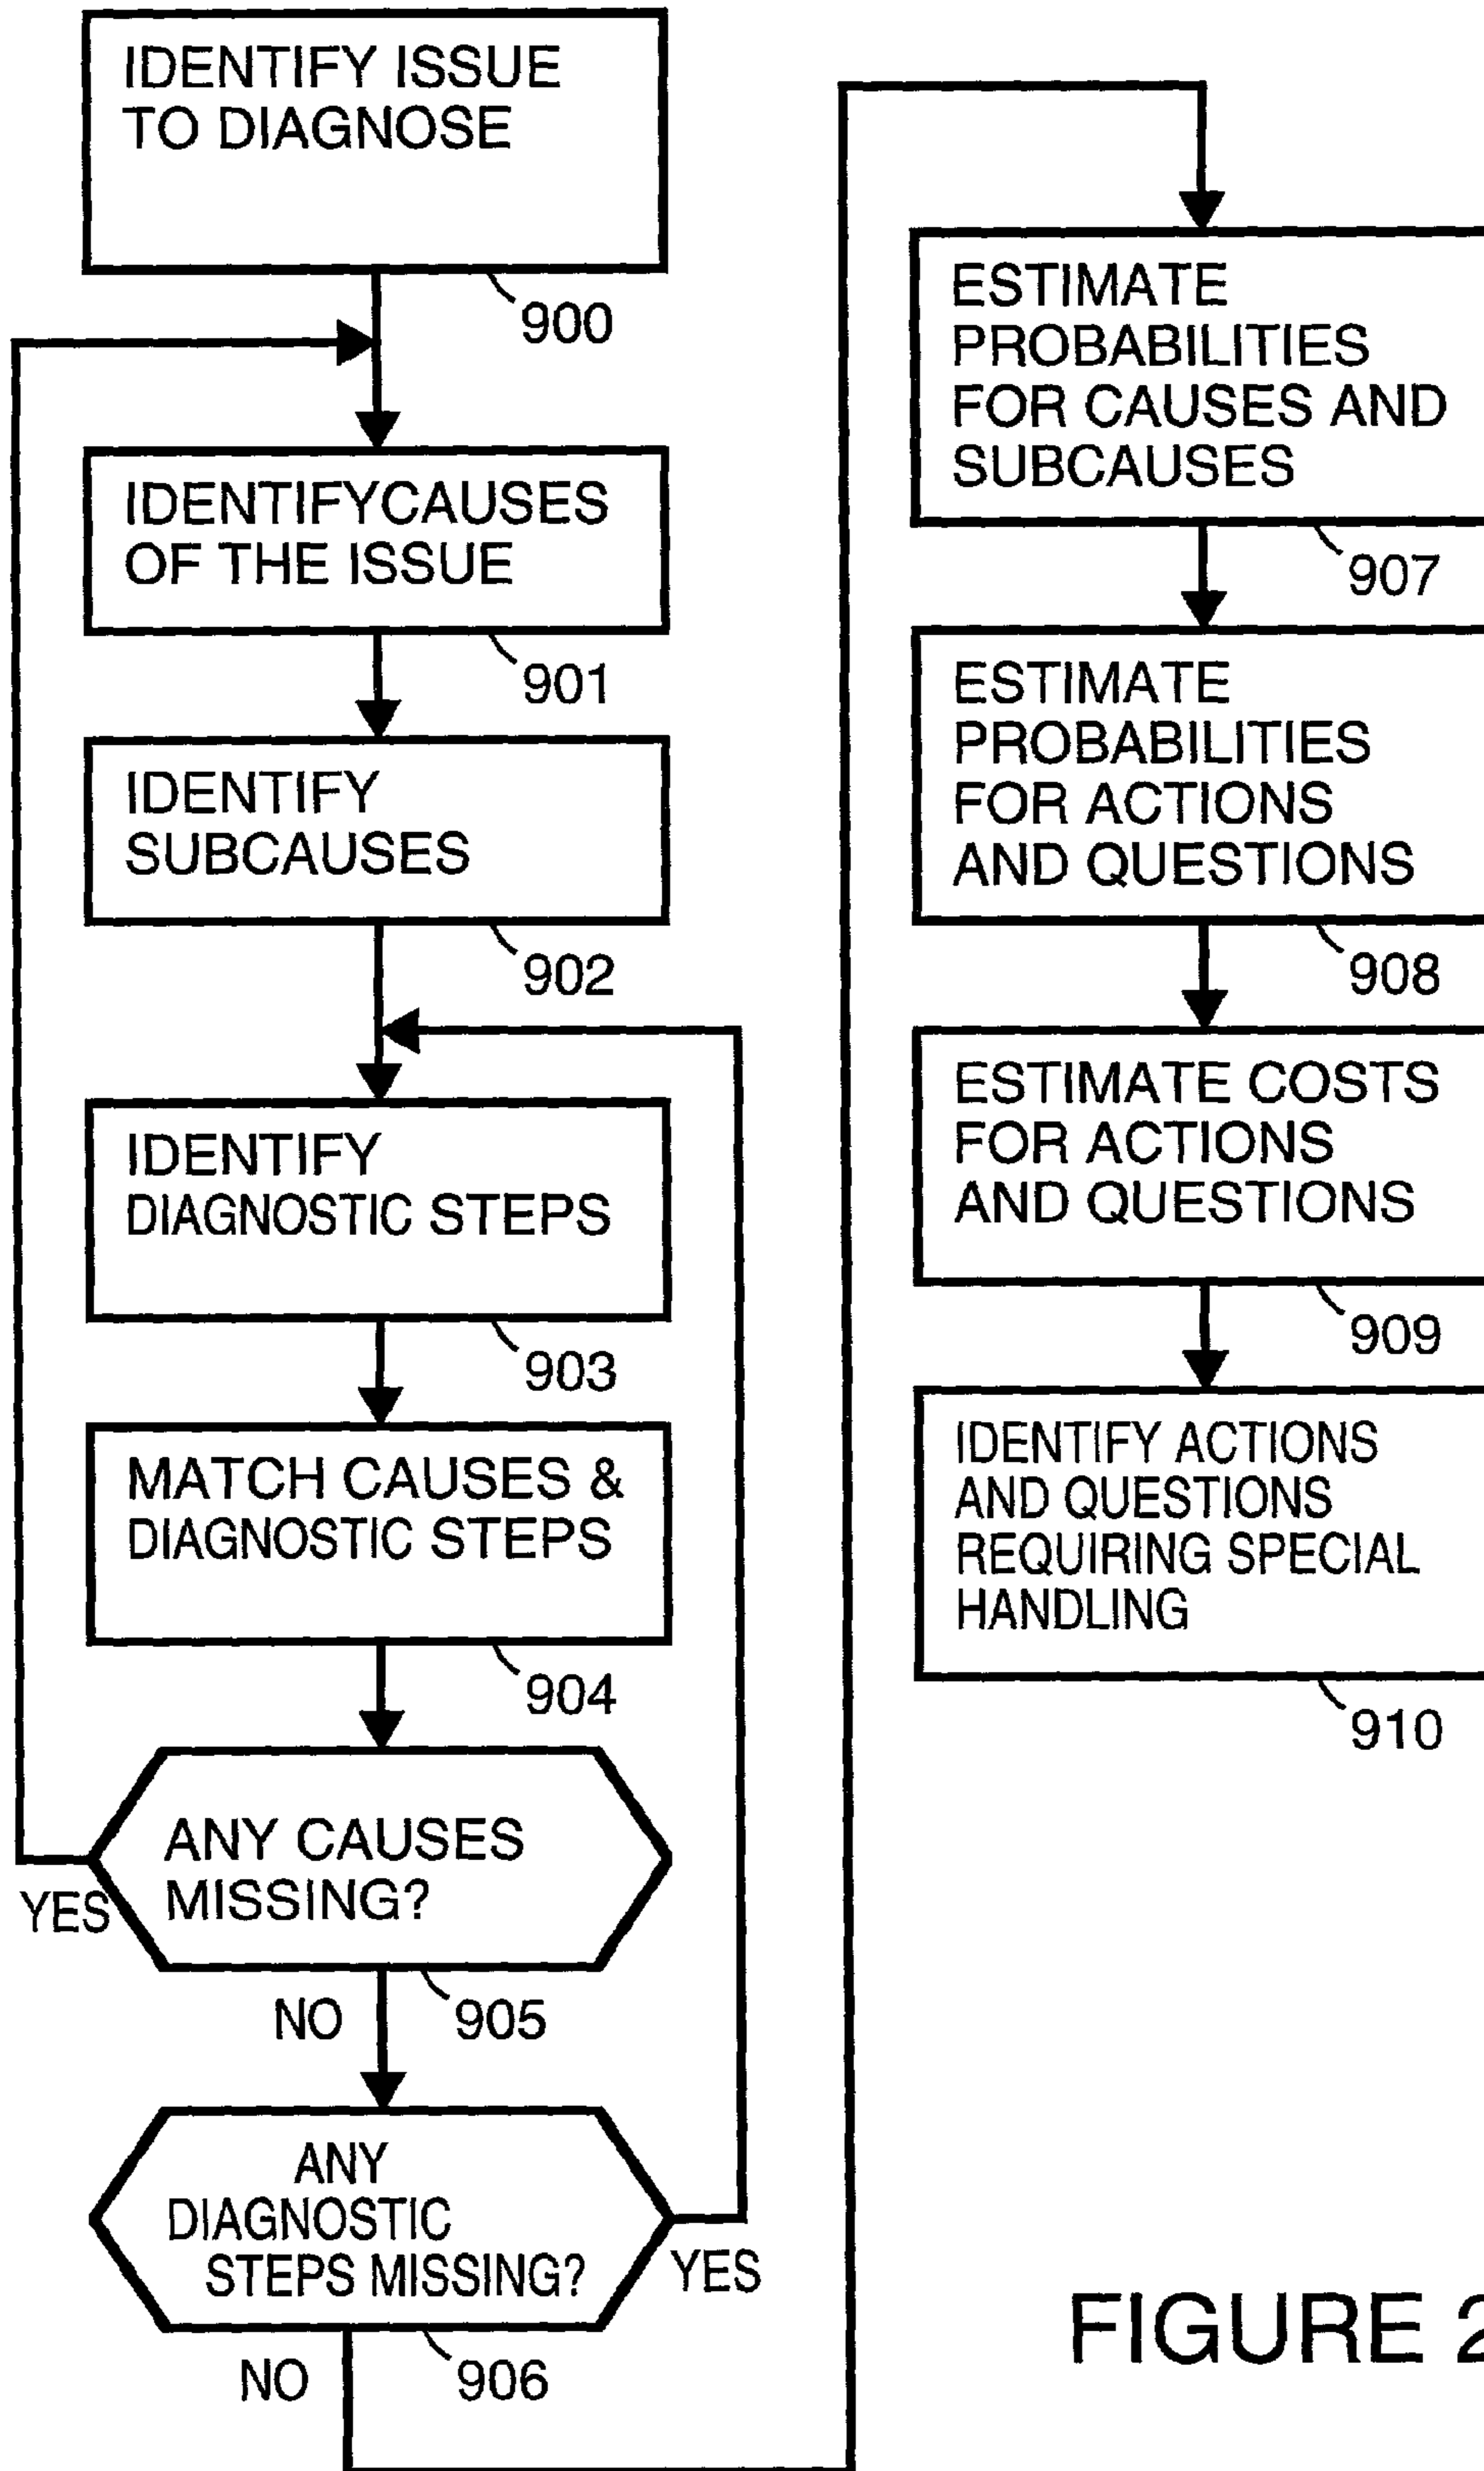 IDENTIFY ISSUE
TO DIAGNOSE
900
IDENTIFYCAUSES
OF THE ISSUE
901
IDENTIFY
SUBCAUSES
902
IDENTIFY
DIAGNOSTIC STEPS
903
MATCH CAUSES &
DIAGNOSTIC STEPS
904
ANY CAUSES
MISSING?
YES
NO
905
ANY
DIAGNOSTIC
STEPS MISSING?
YES
NO
906
ESTIMATE
PROBABILITIES
FOR CAUSES AND
SUBCAUSES
907
ESTIMATE
PROBABILITIES
FOR ACTIONS
AND QUESTIONS
908
ESTIMATE COSTS
FOR ACTIONS
AND QUESTIONS
909
IDENTIFY ACTIONS
AND QUESTIONS
REQUIRING SPECIAL
HANDLING
910
FIGURE 2